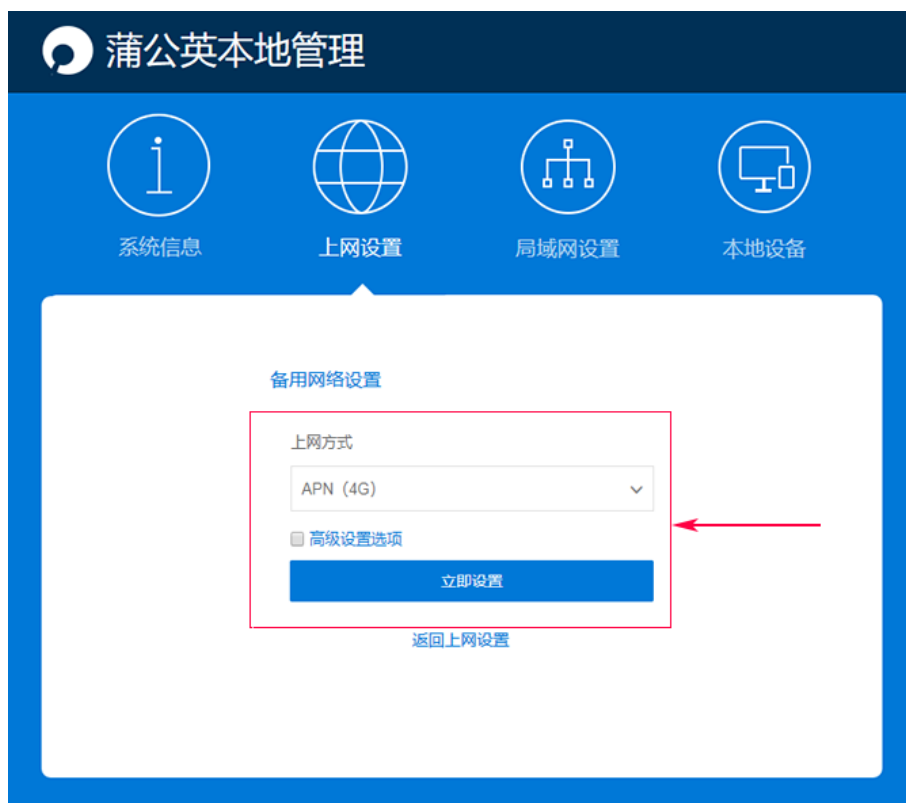 蒲公英本地管理
系统信息 上网设置 局域网设置 本地设备
备用网络设置
上网方式
APN（4G）
高级设置选项
立即设置
返回上网设置